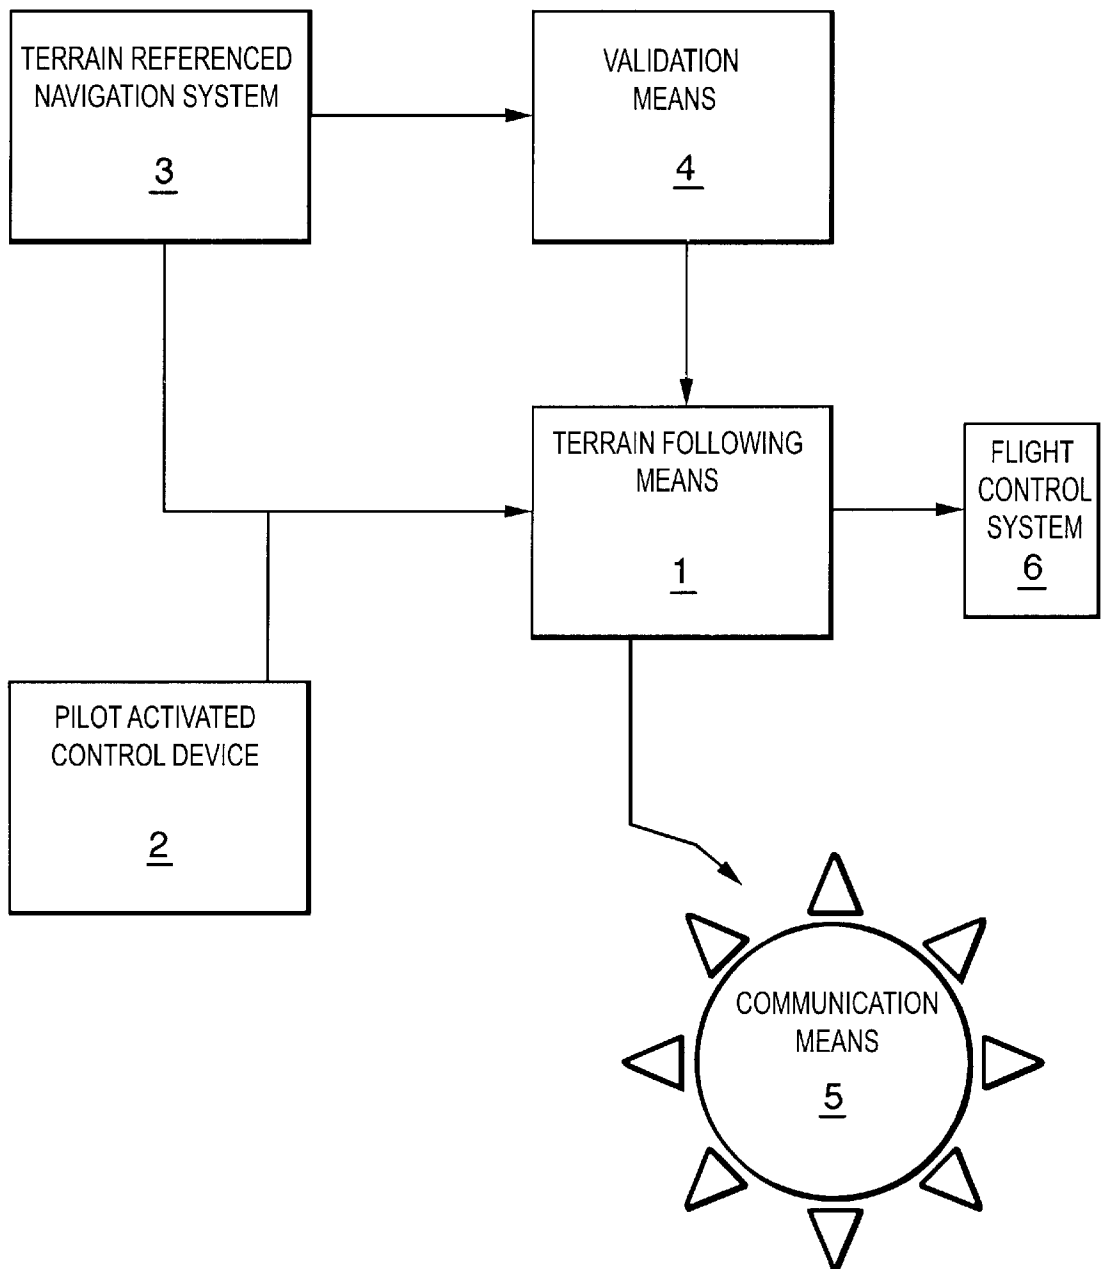 TERRAIN REFERENCED
NAVIGATION SYSTEM
3
VALIDATION
MEANS
4
TERRAIN FOLLOWING
MEANS
1
FLIGHT
CONTROL
SYSTEM
6
PILOT ACTIVATED
CONTROL DEVICE
2
COMMUNICATION
MEANS
5